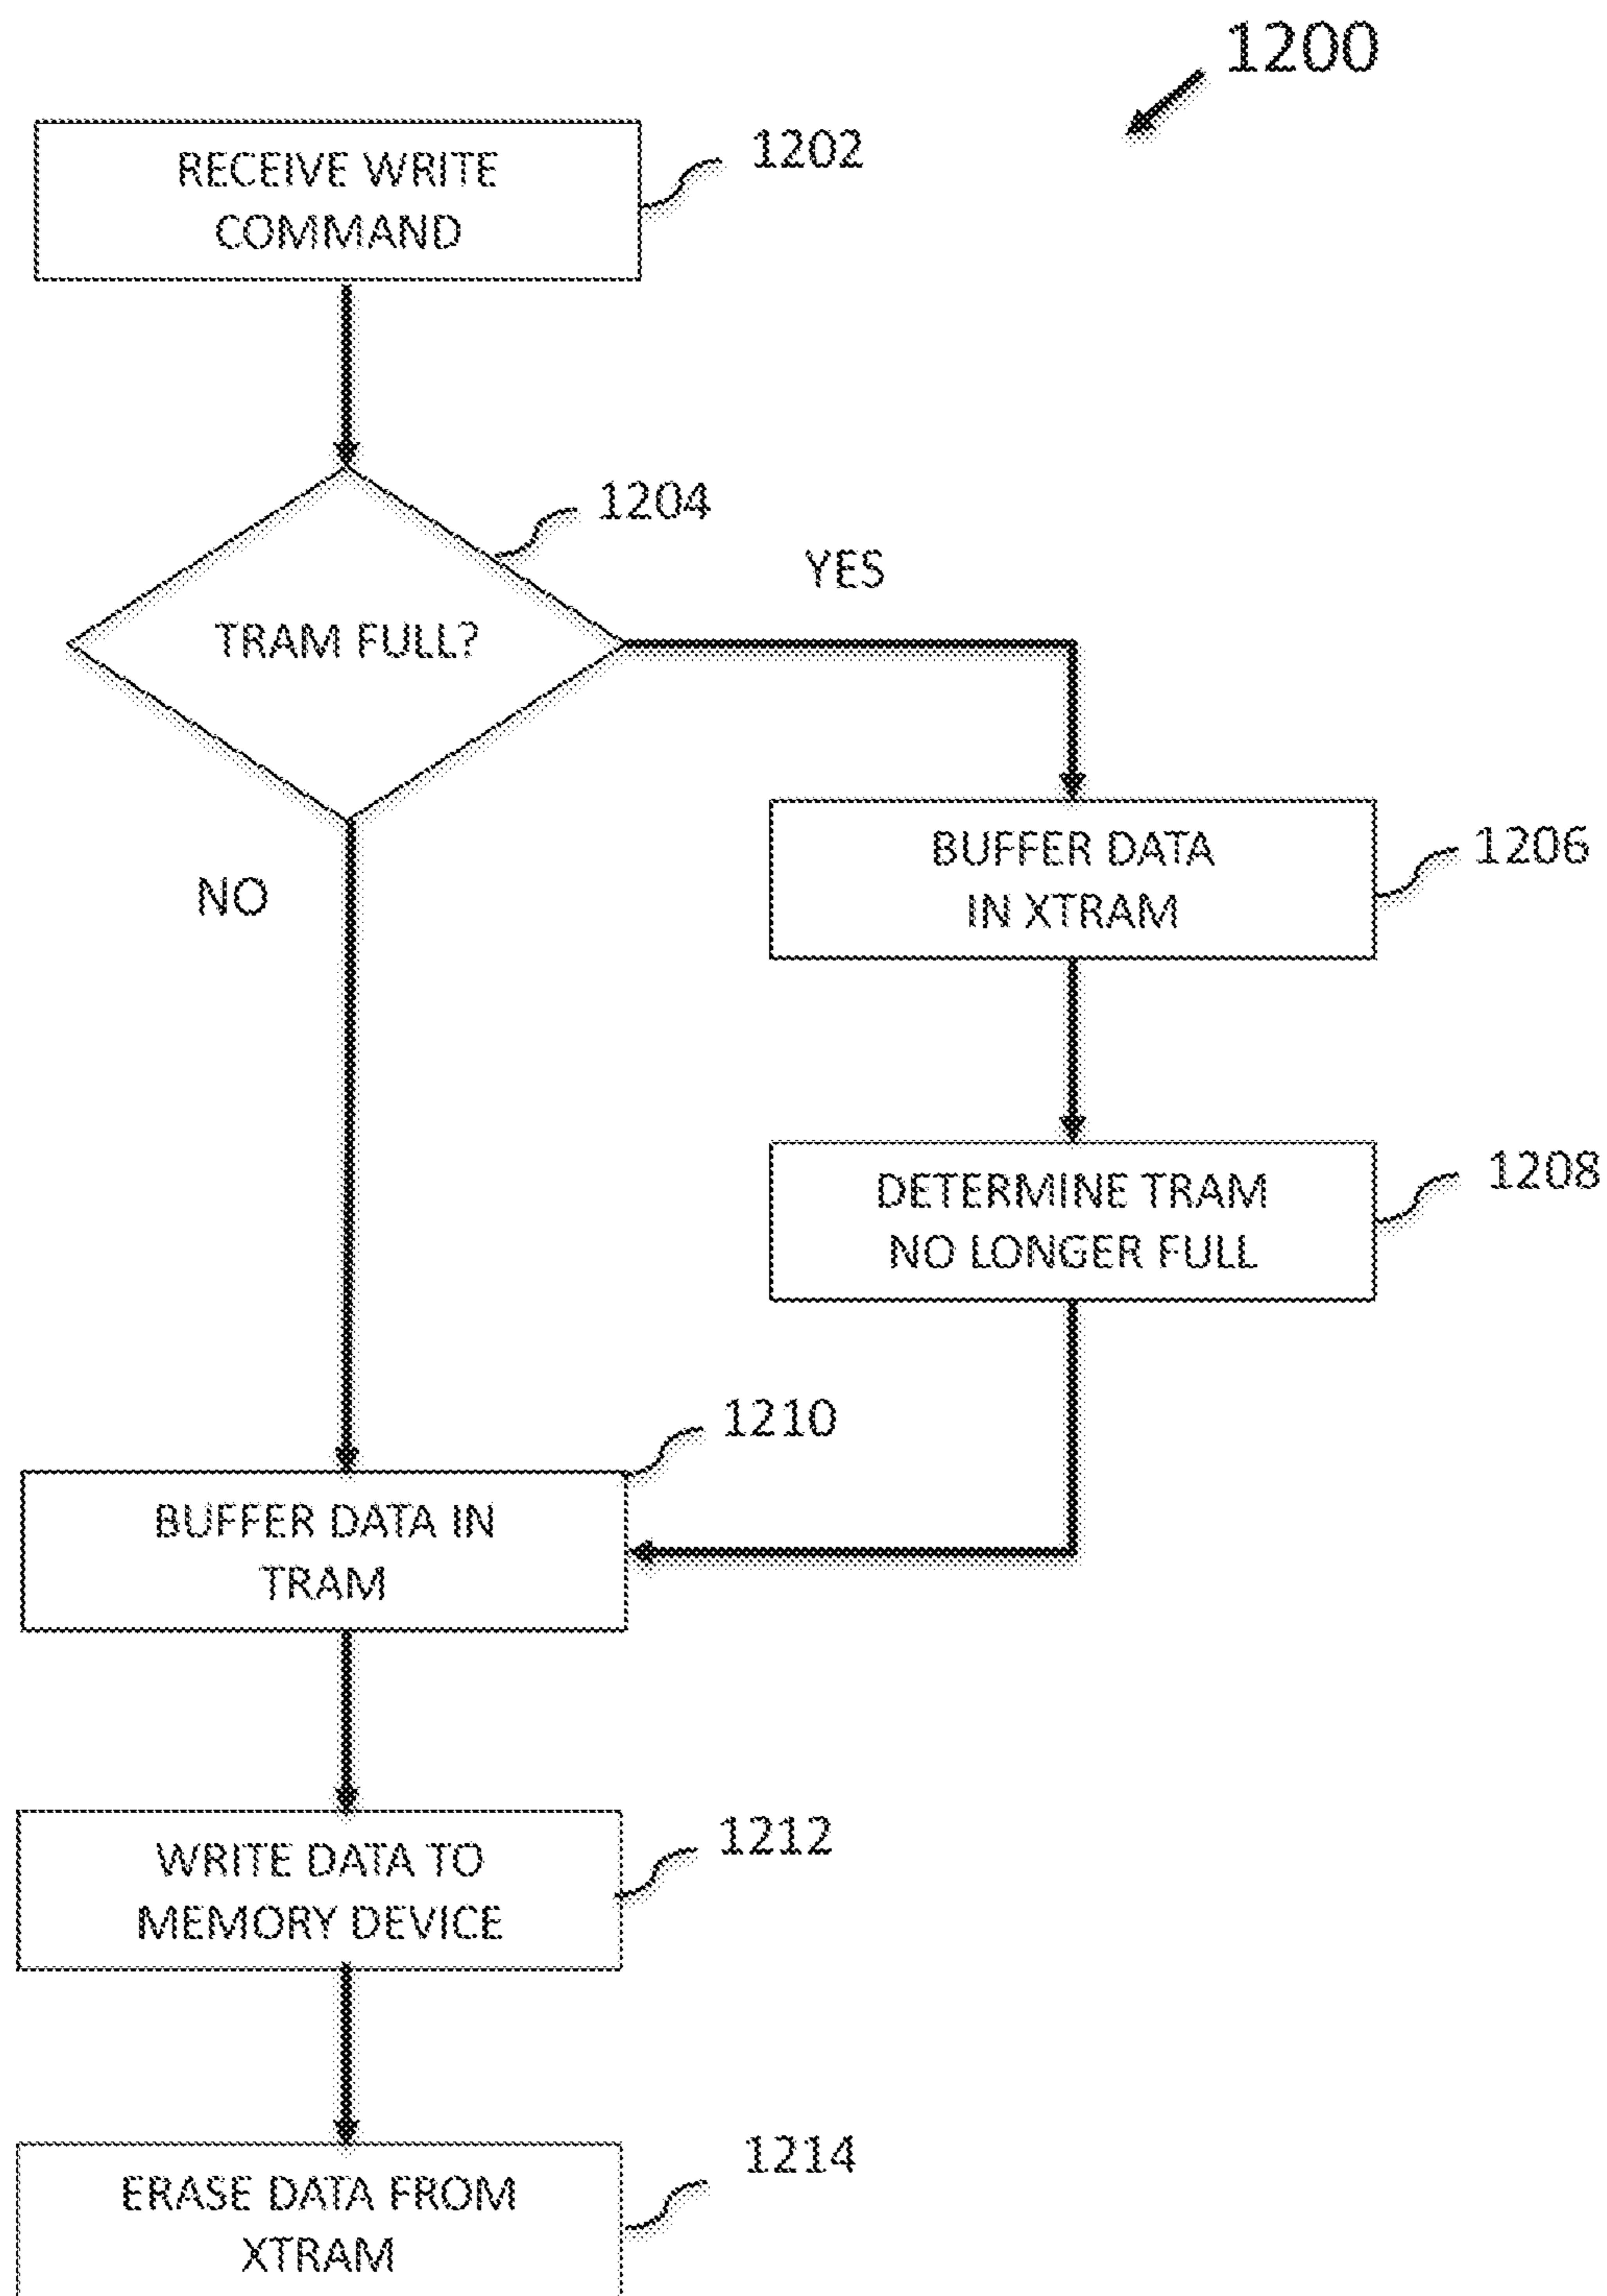 1200
RECEIVE WRITE
COMMAND
1202
TRAM FULL?
1204
YES
NO
BUFFER DATA
IN XTRAM
1206
DETERMINE TRAM
NO LONGER FULL
1208
BUFFER DATA IN
TRAM
1210
WRITE DATA TO
MEMORY DEVICE
1212
ERASE DATA FROM
XTRAM
1214